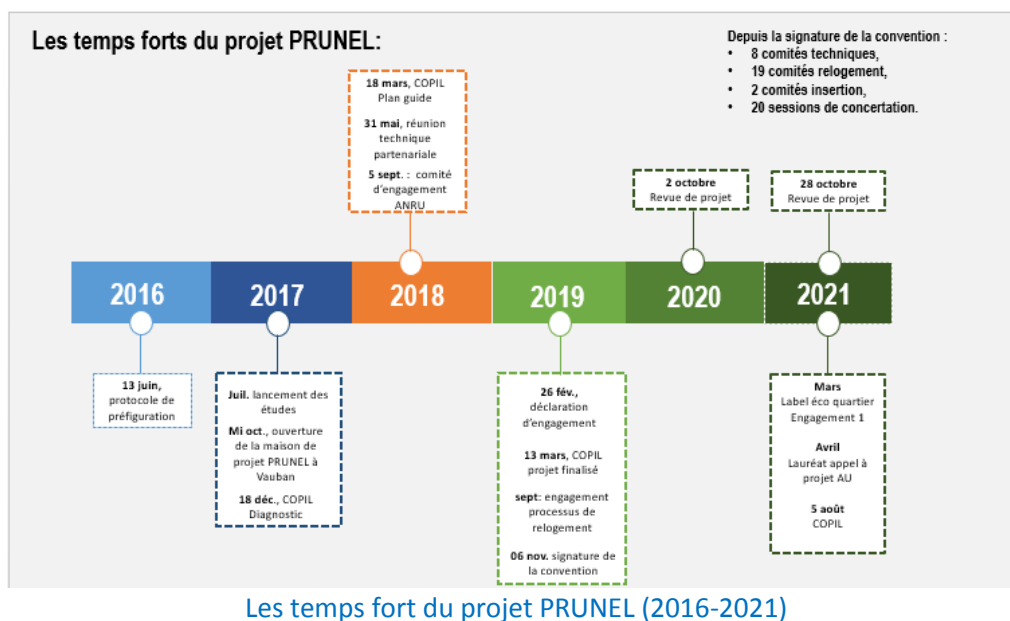 Les temps forts du projet PRUNEL:
Depuis la signature de la convention :
• 8 comités techniques,
• 19 comités relogement,
• 2 comités insertion,
• 20 sessions de concertation.
18 mars, COPIL
Plan guide
31 mai, réunion
technique
partenariale
5 sept. : comité
d'engagement
ANRU
2 octobre
Revue de projet
28 octobre
Revue de projet
2016
2017
2018
2019
2020
2021
13 juin,
protocole de
préfiguration
Juil. lancement des
études
Mi oct., ouverture
de la maison de
projet PRUNEL à
Vauban
18 déc., COPIL
Diagnostic
26 fév.,
déclaration
d'engagement
13 mars, COPIL
projet finalisé
sept: engagement
processus de
relogement
06 nov. signature de
la convention
Mars
Label éco quartier
Engagement 1
Avril
Lauréat appel à
projet AU
5 août
COPIL
Les temps fort du projet PRUNEL (2016-2021)